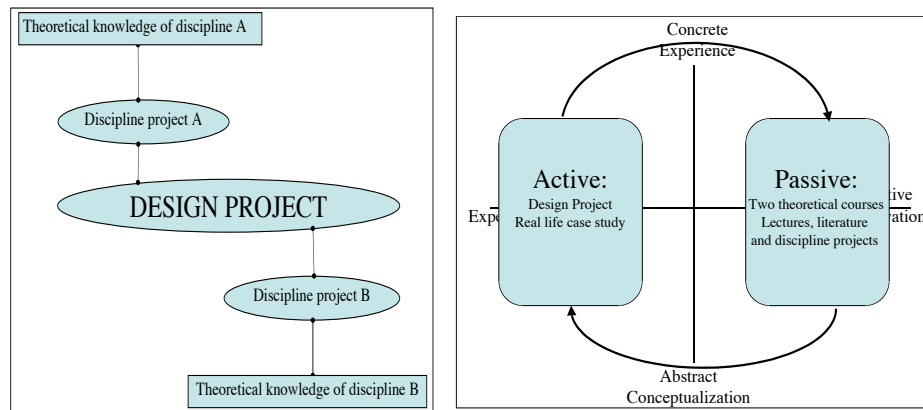 Theoretical knowledge of discipline A
Discipline project A
DESIGN PROJECT
Discipline project B
Theoretical knowledge of discipline B
Concrete
Experience
Active:
Design Project
Real life case study
Passive:
Two theoretical courses
Lectures, literature
and discipline projects
Abstract
Conceptualization